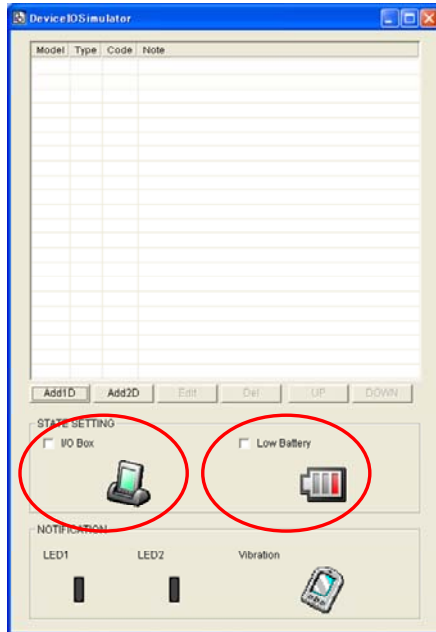 DeviceIOSimulator
Model Type Code Note
Add1D Add2D Edit Del UP DOWN
STATE SETTING
I/O Box Low Battery
NOTIFICATION
LED1 LED2 Vibration